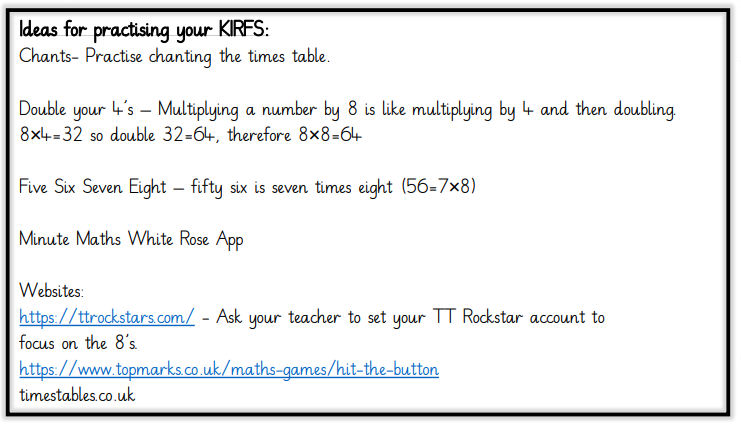 Ideas for practising your KIRFS:
Chants- Practise chanting the times table.
Double your 4's – Multiplying a number by 8 is like multiplying by 4 and then doubling.
8×4=32 so double 32=64, therefore 8×8=64
Five Six Seven Eight – fifty six is seven times eight (56=7×8)
Minute Maths White Rose App
Websites:
https://ttrockstars.com/ - Ask your teacher to set your TT Rockstar account to
focus on the 8's.
https://www.topmarks.co.uk/maths-games/hit-the-button
timestables.co.uk